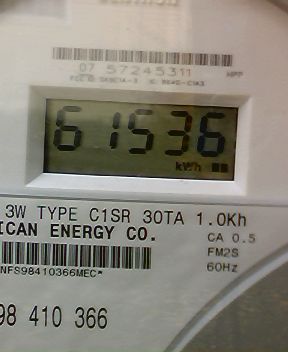 07 57245311 MPP
61536
kWh
3W TYPE C1SR 30TA 1.0Kh
ICAN ENERGY CO.
CA 0.5
FM2S
60Hz
NFS98410366MEC*
98 410 366